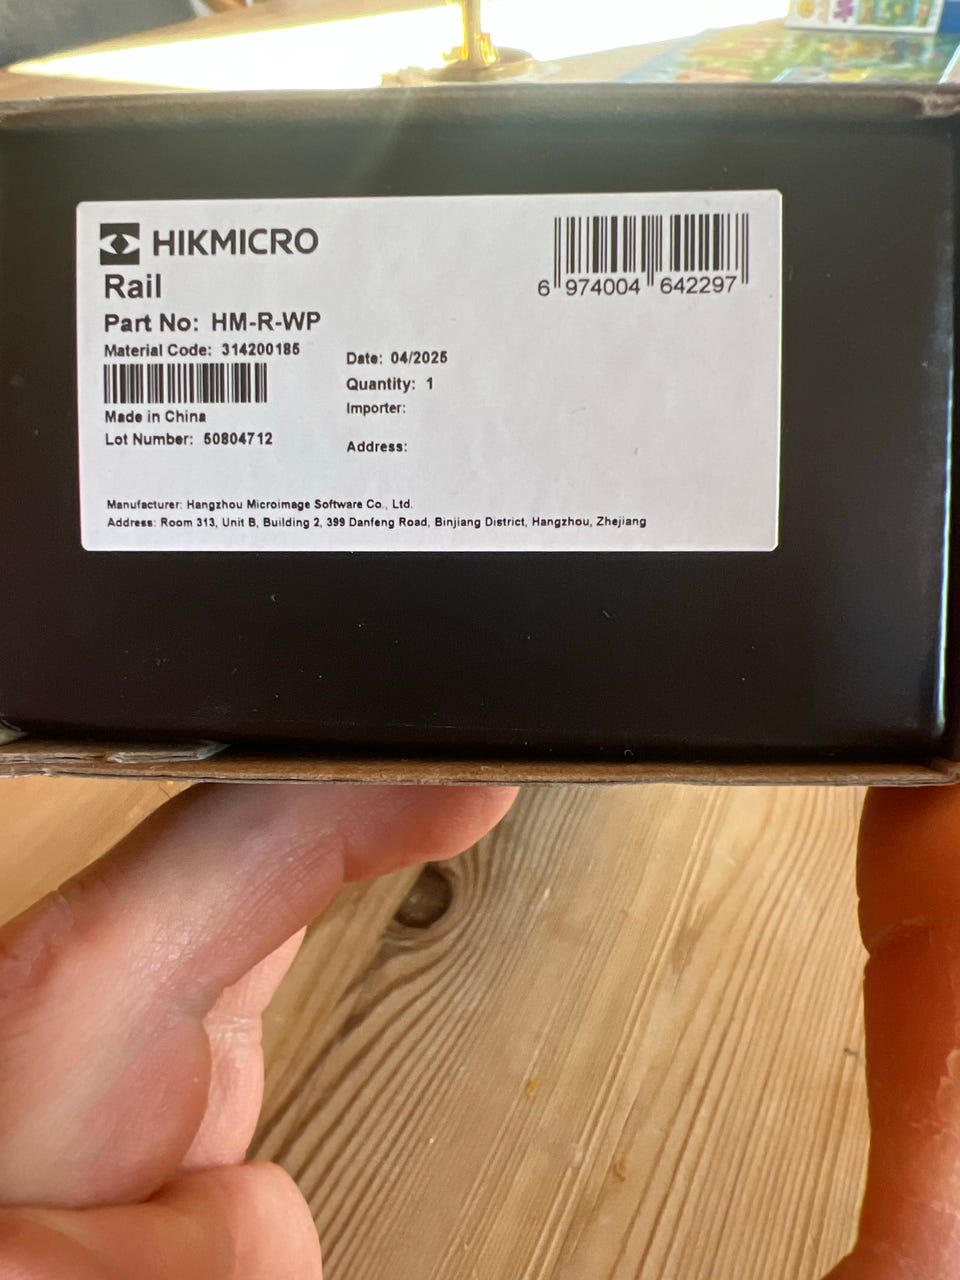 HIKMICRO
Rail
Part No: HM-R-WP
Material Code: 314200185
Made in China
Lot Number: 50804712
6 974004 642297
Date: 04/2025
Quantity: 1
Importer:
Address:
Manufacturer: Hangzhou Microimage Software Co., Ltd.
Address: Room 313, Unit B, Building 2, 399 Danfeng Road, Binjiang District, Hangzhou, Zhejiang